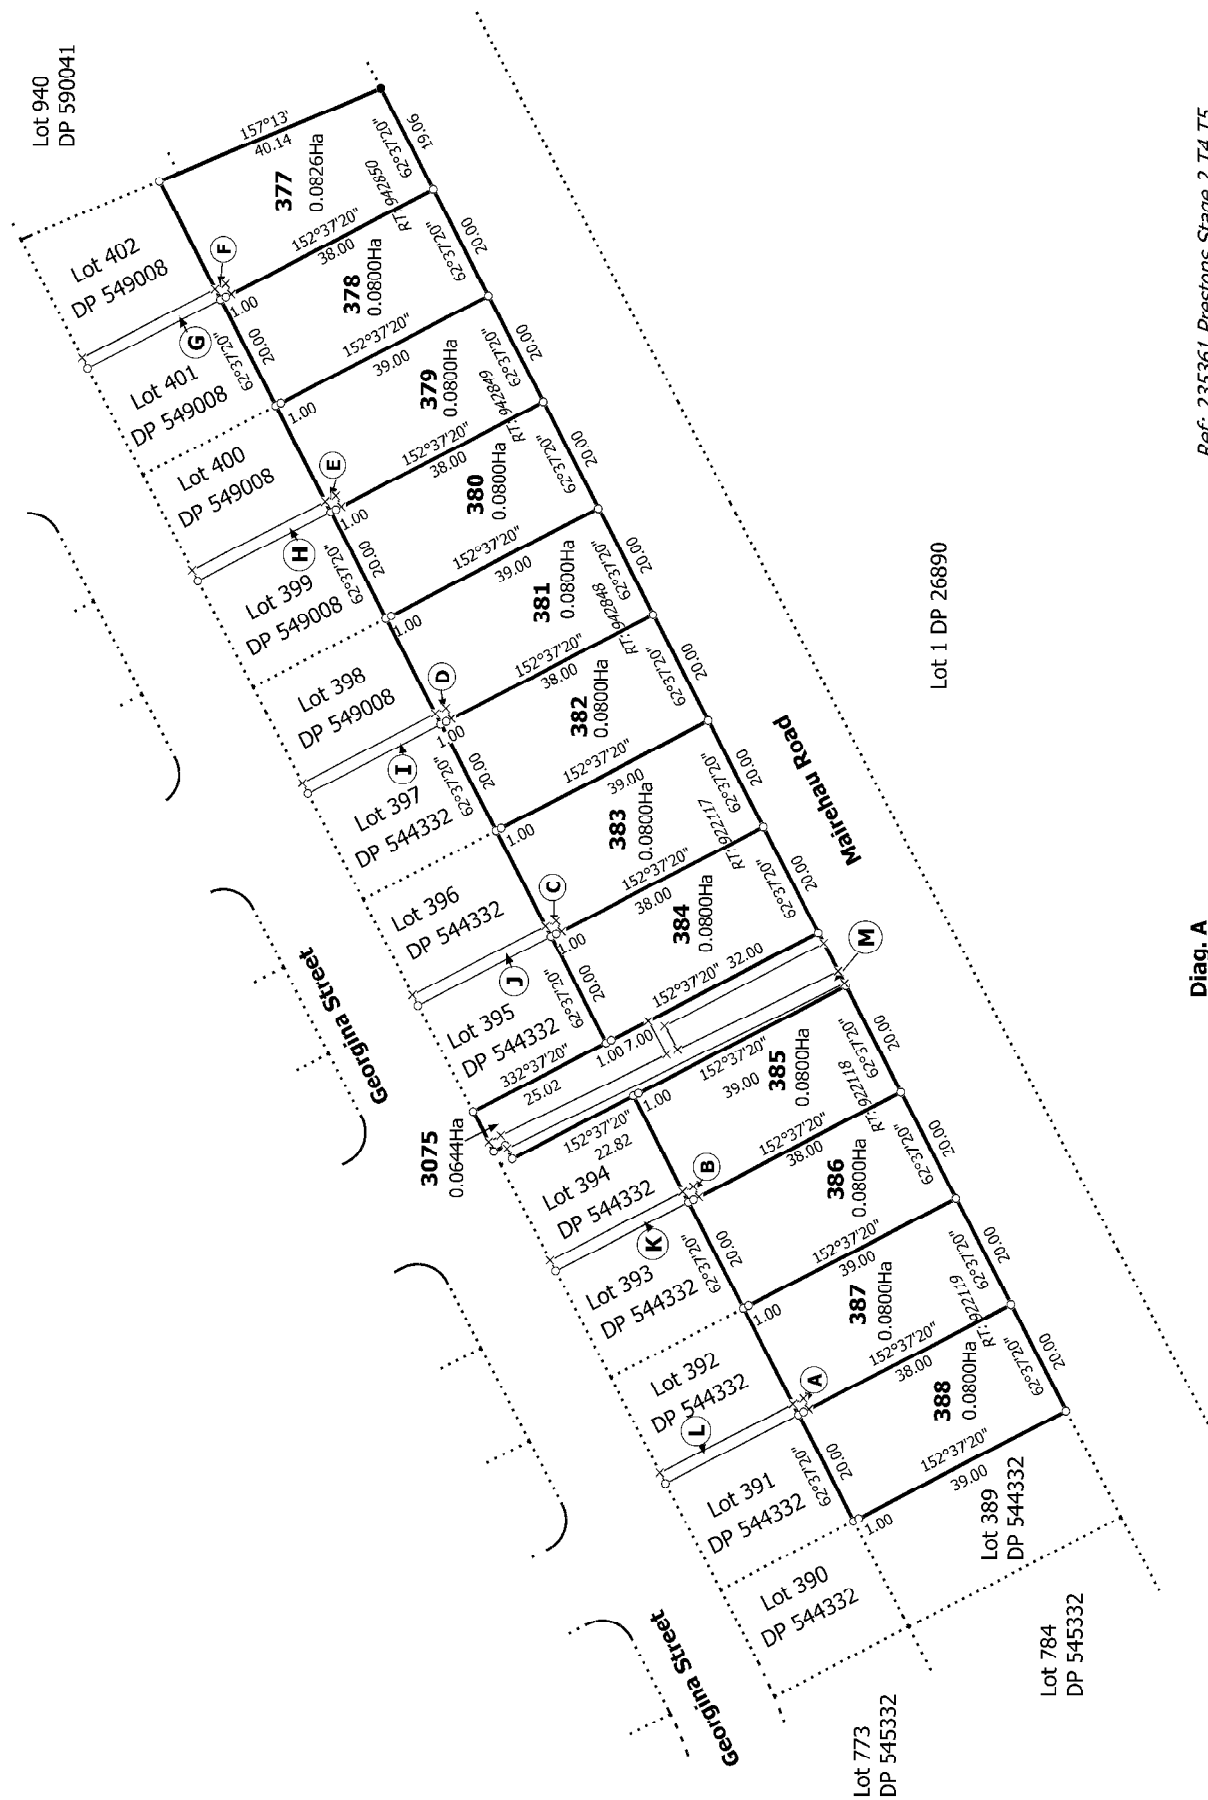 Lot 940
DP 590041
157°13'
40.14
377
0.0826Ha
19.06
62°37'20"
RT: 942850
Lot 402
DP 549008
F
G
152°37'20"
38.00
1.00
20.00
62°37'20"
378
0.0800Ha
62°37'20"
20.00
Lot 401
DP 549008
152°37'20"
39.00
1.00
379
0.0800Ha
62°37'20"
20.00
RT: 942849
Lot 400
DP 549008
E
H
152°37'20"
38.00
1.00
20.00
62°37'20"
380
0.0800Ha
62°37'20"
20.00
Lot 399
DP 549008
152°37'20"
39.00
1.00
381
0.0800Ha
62°37'20"
20.00
RT: 942848
Lot 398
DP 549008
D
I
152°37'20"
38.00
1.00
20.00
62°37'20"
382
0.0800Ha
62°37'20"
20.00
Lot 397
DP 544332
152°37'20"
39.00
1.00
383
0.0800Ha
62°37'20"
20.00
RT: 922117
Lot 396
DP 544332
C
J
152°37'20"
38.00
1.00
20.00
62°37'20"
384
0.0800Ha
62°37'20"
20.00
Lot 395
DP 544332
332°37'20"
25.02
1.00
7.00
152°37'20"
32.00
M
3075
0.0644Ha
152°37'20"
22.82
1.00
152°37'20"
39.00
385
0.0800Ha
62°37'20"
20.00
RT: 922118
Lot 394
DP 544332
B
K
152°37'20"
38.00
20.00
62°37'20"
386
0.0800Ha
62°37'20"
20.00
Lot 393
DP 544332
152°37'20"
39.00
1.00
387
0.0800Ha
62°37'20"
20.00
RT: 922119
Lot 392
DP 544332
A
L
152°37'20"
38.00
20.00
62°37'20"
388
0.0800Ha
62°37'20"
20.00
Lot 391
DP 544332
152°37'20"
39.00
1.00
Lot 390
DP 544332
Lot 389
DP 544332
Lot 784
DP 545332
Lot 773
DP 545332
Georgina Street
Georgina Street
Mairehau Road
Lot 1 DP 26890
Diag. A
Ref: 235361 Prestons Stage 2 T4 T5